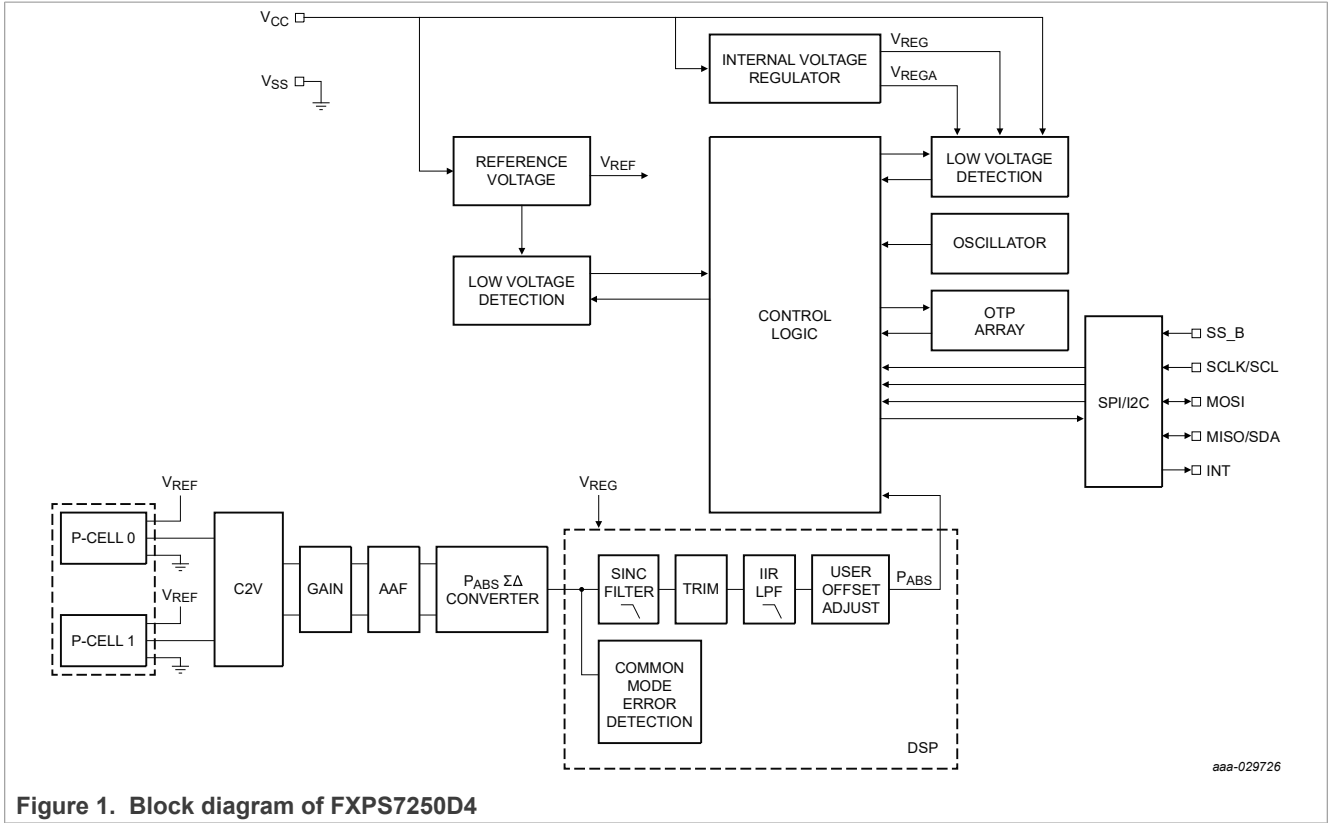 VCC
VSS
INTERNAL VOLTAGE
REGULATOR
VREG
VREGA
REFERENCE
VOLTAGE
VREF
LOW VOLTAGE
DETECTION
LOW VOLTAGE
DETECTION
CONTROL
LOGIC
OSCILLATOR
OTP
ARRAY
SPI/I2C
SS_B
SCLK/SCL
MOSI
MISO/SDA
INT
VREF
P-CELL 0
VREF
P-CELL 1
C2V
GAIN
AAF
PABS ΣΔ
CONVERTER
VREG
SINC
FILTER
TRIM
IIR
LPF
USER
OFFSET
ADJUST
PABS
COMMON
MODE
ERROR
DETECTION
DSP
aaa-029726
Figure 1. Block diagram of FXPS7250D4